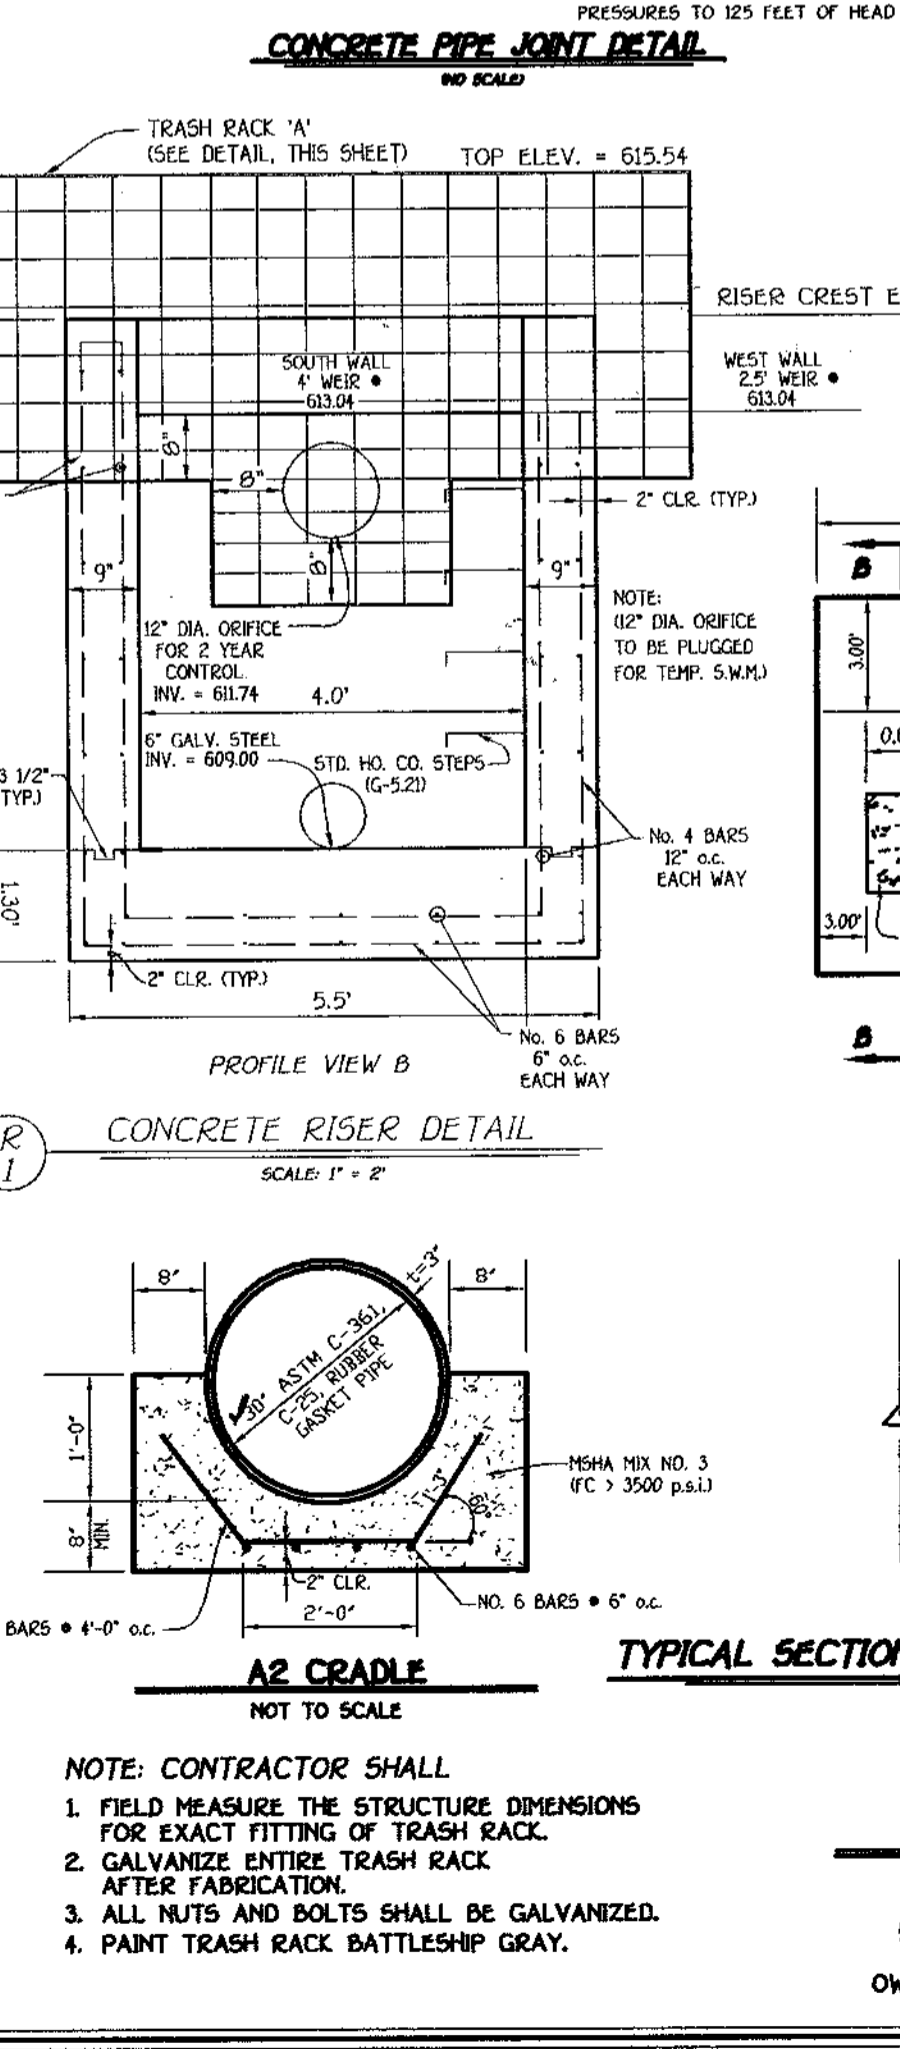 PRESSURES TO 125 FEET OF HEAD
CONCRETE PIPE JOINT DETAIL
(NO SCALE)
TRASH RACK 'A'
(SEE DETAIL, THIS SHEET)
TOP ELEV. = 615.54
RISER CREST E
SOUTH WALL
4' WEIR •
613.04
WEST WALL
2.5' WEIR •
613.04
8"
8"
2" CLR. (TYP.)
8"
9"
9"
B
NOTE:
(12" DIA. ORIFICE
TO BE PLUGGED
FOR TEMP. S.W.M.)
3.00'
12" DIA. ORIFICE
FOR 2 YEAR
CONTROL
INV. = 611.74
4.0'
6" GALV. STEEL
INV. = 609.00
STD. HO. CO. STEPS
(G-5.21)
3 1/2"
TYP.)
No. 4 BARS
12" o.c.
EACH WAY
1.30'
3.00'
2" CLR. (TYP.)
5.5'
No. 6 BARS
6" o.c.
EACH WAY
B
PROFILE VIEW B
R
1
CONCRETE RISER DETAIL
SCALE: 1" = 2'
8"
t=3"
8"
30" ASTM C-361,
C-25, RUBBER
GASKET PIPE
1'-0"
MSHA MIX NO. 3
(FC > 3500 p.s.i.)
1'-3"
60°
8"
MIN.
2" CLR.
2'-0"
NO. 6 BARS • 6" o.c.
BARS • 4'-0" o.c.
A2 CRADLE
NOT TO SCALE
TYPICAL SECTION
NOTE: CONTRACTOR SHALL
1. FIELD MEASURE THE STRUCTURE DIMENSIONS
FOR EXACT FITTING OF TRASH RACK.
2. GALVANIZE ENTIRE TRASH RACK
AFTER FABRICATION.
3. ALL NUTS AND BOLTS SHALL BE GALVANIZED.
4. PAINT TRASH RACK BATTLESHIP GRAY.